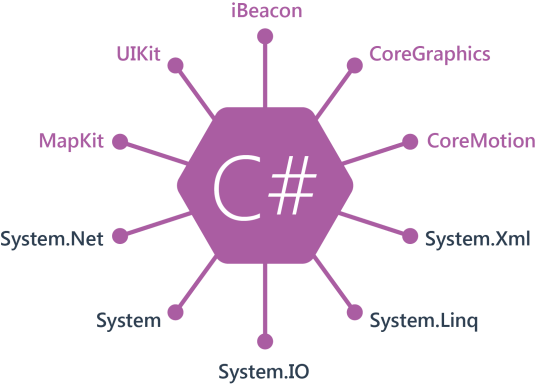 iBeacon
UIKit
CoreGraphics
MapKit
CoreMotion
C#
System.Net
System.Xml
System
System.Linq
System.IO